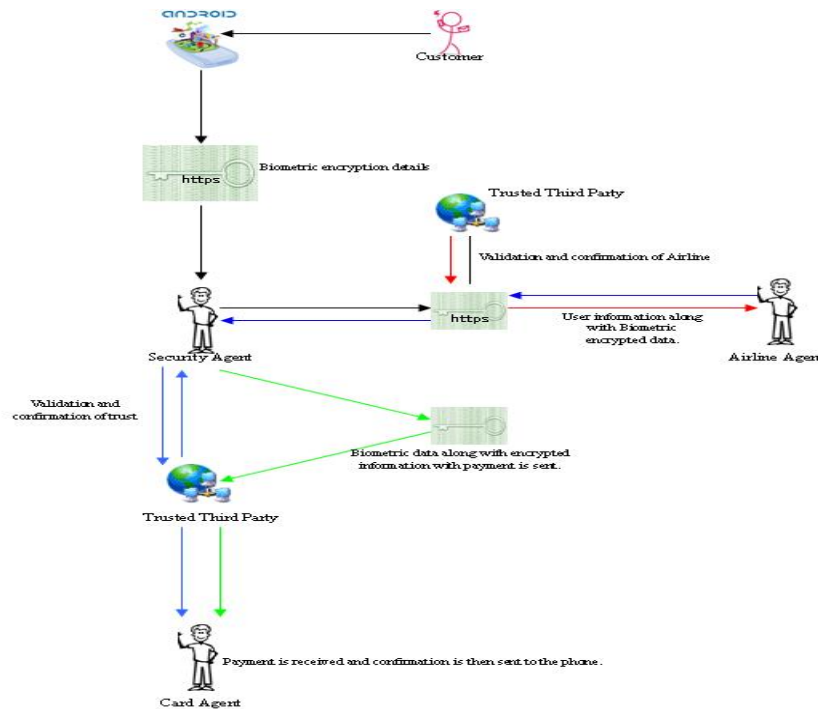 ANDROID
Customer
https
Biometric encryption details
Trusted Third Party
Validation and confirmation of Airline
https
User information along
with Biometric
encrypted data.
Security Agent
Airline Agent
Validation and
confirmation of trust
Biometric data along with encrypted
information with payment is sent.
Trusted Third Party
Payment is received and confirmation is then sent to the phone.
Card Agent